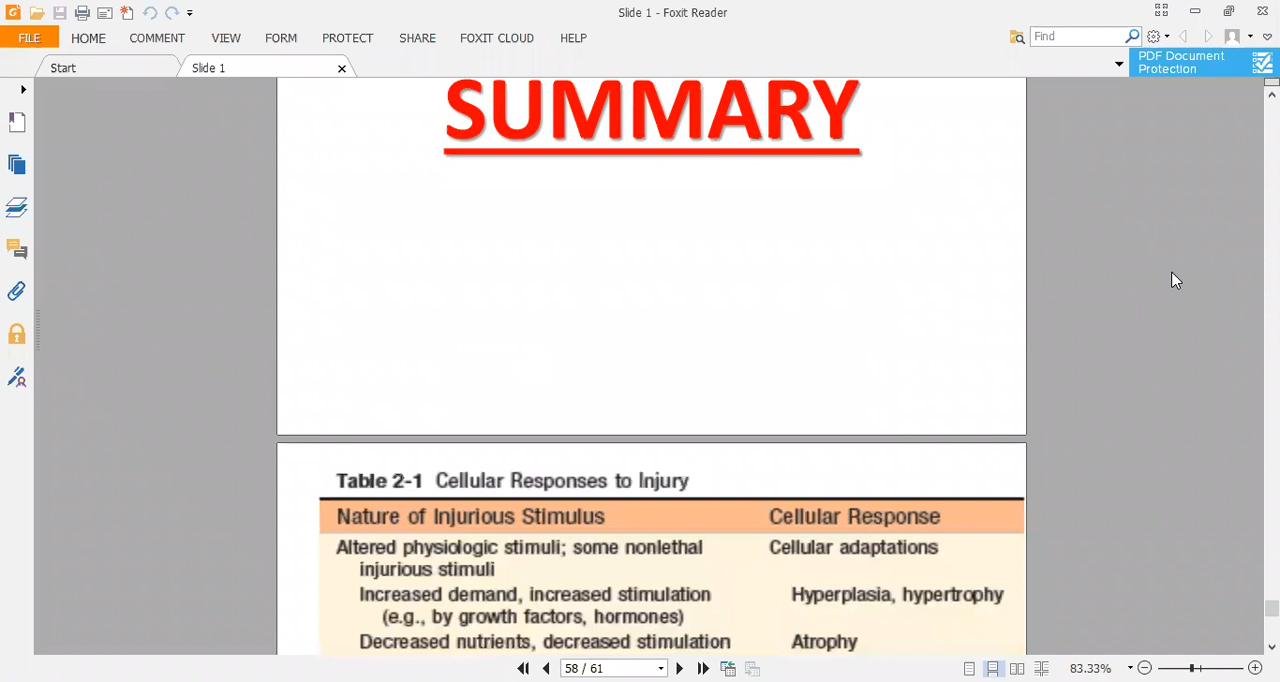 Slide 1 - Foxit Reader
FILE
HOME
COMMENT
VIEW
FORM
PROTECT
SHARE
FOXIT CLOUD
HELP
Find
Start
Slide 1
PDF Document
Protection
SUMMARY
Table 2-1 Cellular Responses to Injury
Nature of Injurious Stimulus
Cellular Response
Altered physiologic stimuli; some nonlethal
injurious stimuli
Cellular adaptations
Increased demand, increased stimulation
(e.g., by growth factors, hormones)
Hyperplasia, hypertrophy
Decreased nutrients, decreased stimulation
Atrophy
58 / 61
83.33%